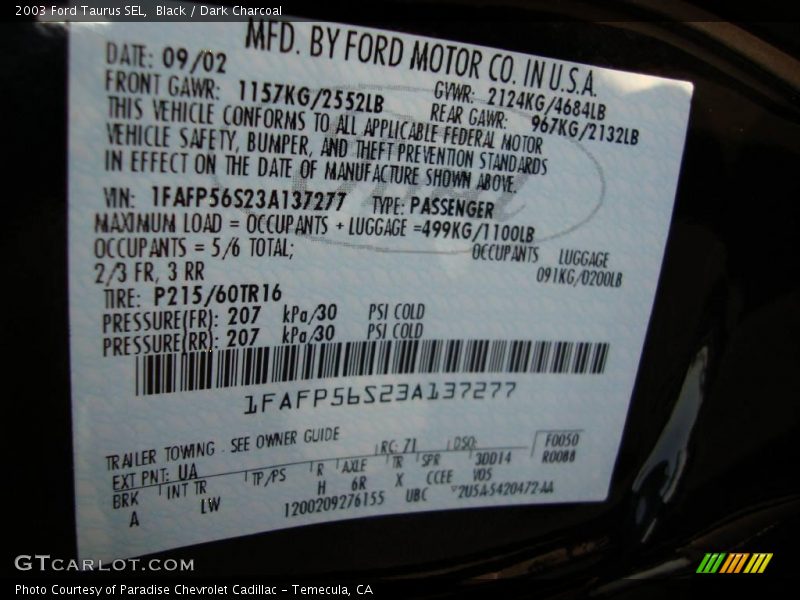 2003 Ford Taurus SEL, Black / Dark Charcoal
MFD. BY FORD MOTOR CO. IN U.S.A.
DATE: 09/02 GVWR: 2124KG/4684LB
FRONT GAWR: 1157KG/2552LB REAR GAWR: 967KG/2132LB
THIS VEHICLE CONFORMS TO ALL APPLICABLE FEDERAL MOTOR
VEHICLE SAFETY, BUMPER, AND THEFT PREVENTION STANDARDS
IN EFFECT ON THE DATE OF MANUFACTURE SHOWN ABOVE.
VIN: 1FAFP56S23A137277 TYPE: PASSENGER
MAXIMUM LOAD = OCCUPANTS + LUGGAGE =499KG/1100LB
OCCUPANTS = 5/6 TOTAL; OCCUPANTS LUGGAGE
2/3 FR, 3 RR 091KG/0200LB
TIRE: P215/60TR16
PRESSURE(FR): 207 kPa/30 PSI COLD
PRESSURE(RR): 207 kPa/30 PSI COLD
1FAFP56S23A137277
TRAILER TOWING - SEE OWNER GUIDE
EXT PNT: UA RC: 71 DSO: F0050
BRK INT TR TP/PS R AXLE TR SPR 30D14 R0088
A LW H 6R X CCEE V0S
1200209276155 UBC 2U5A-5420472-AA
GTCARLOT.COM
Photo Courtesy of Paradise Chevrolet Cadillac - Temecula, CA